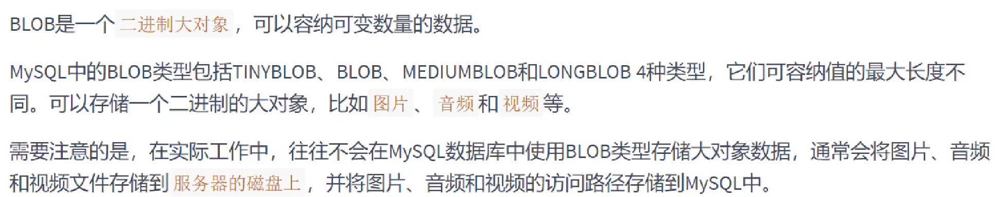 BLOB是一个二进制大对象，可以容纳可变数量的数据。
MySQL中的BLOB类型包括TINYBLOB、BLOB、MEDIUMBLOB和LONGBLOB 4种类型，它们可容纳值的最大长度不
同。可以存储一个二进制的大对象，比如图片、音频和视频等。
需要注意的是，在实际工作中，往往不会在MySQL数据库中使用BLOB类型存储大对象数据，通常会将图片、音频
和视频文件存储到服务器的磁盘上，并将图片、音频和视频的访问路径存储到MySQL中。